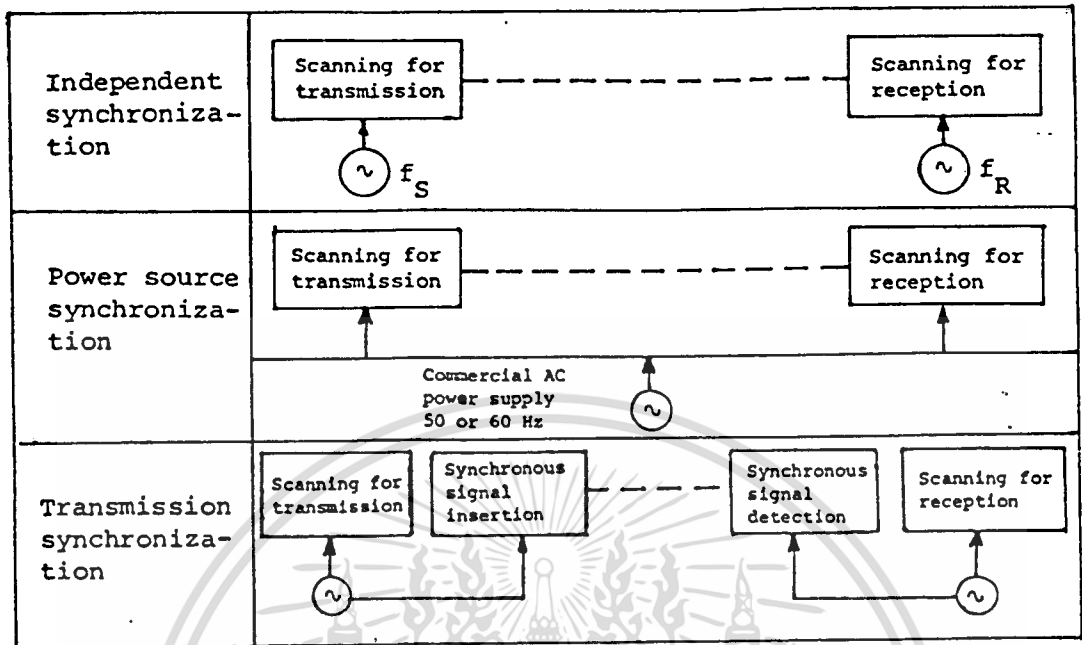 Independent
synchroniza-
tion
Scanning for
transmission
Scanning for
reception
~ f_S
~ f_R
Power source
synchroniza-
tion
Scanning for
transmission
Scanning for
reception
Commercial AC
power supply
50 or 60 Hz
~
Transmission
synchroniza-
tion
Scanning for
transmission
Synchronous
signal
insertion
Synchronous
signal
detection
Scanning for
reception
~
~